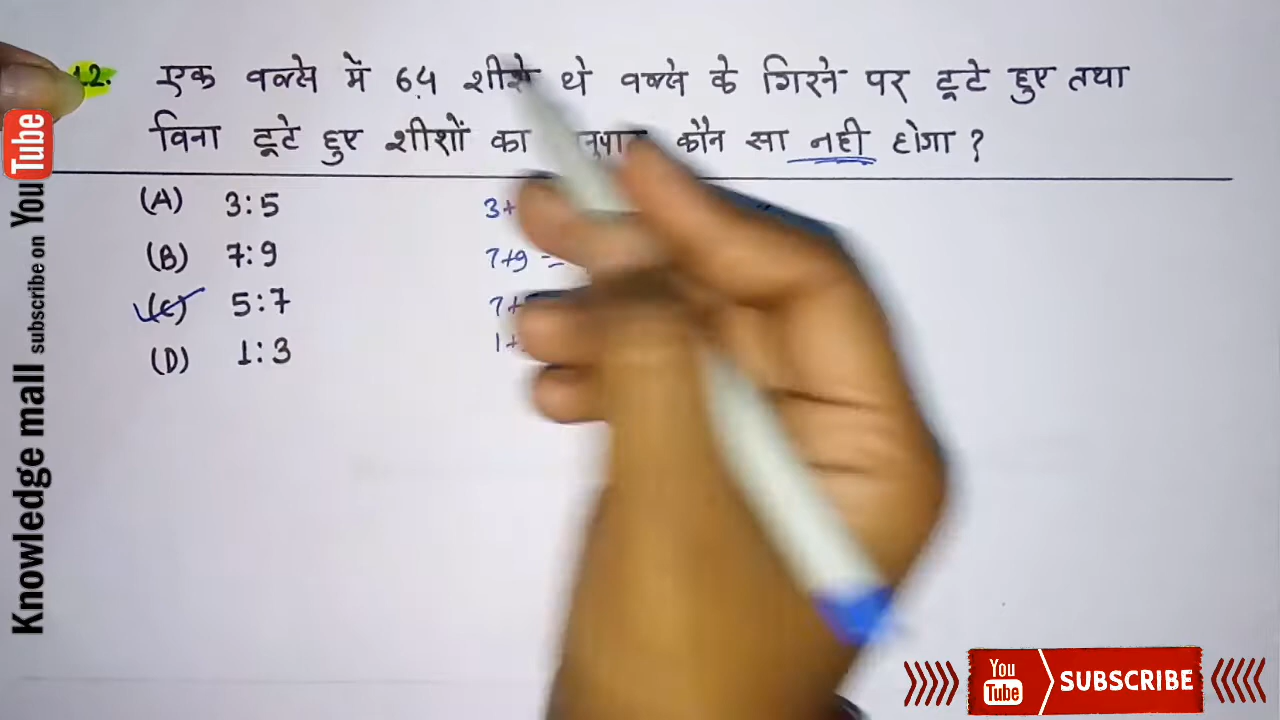 12. एक बक्से में 64 शीशे थे बक्से के गिरने पर टूटे हुए तथा
बिना टूटे हुए शीशों का कौन सा नही होगा ?
(A) 3:5 3+
(B) 7:9 7+9 =
(C) 5:7 7+
(D) 1:3 1+
Knowledge mall subscribe on YouTube
You Tube SUBSCRIBE